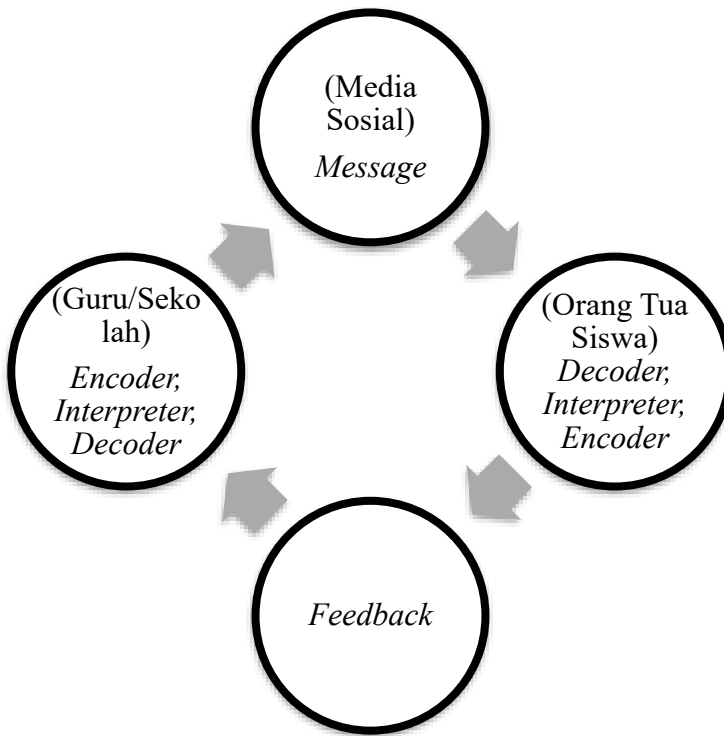 (Media
Sosial)
Message
(Guru/Seko
lah)
Encoder,
Interpreter,
Decoder
(Orang Tua
Siswa)
Decoder,
Interpreter,
Encoder
Feedback